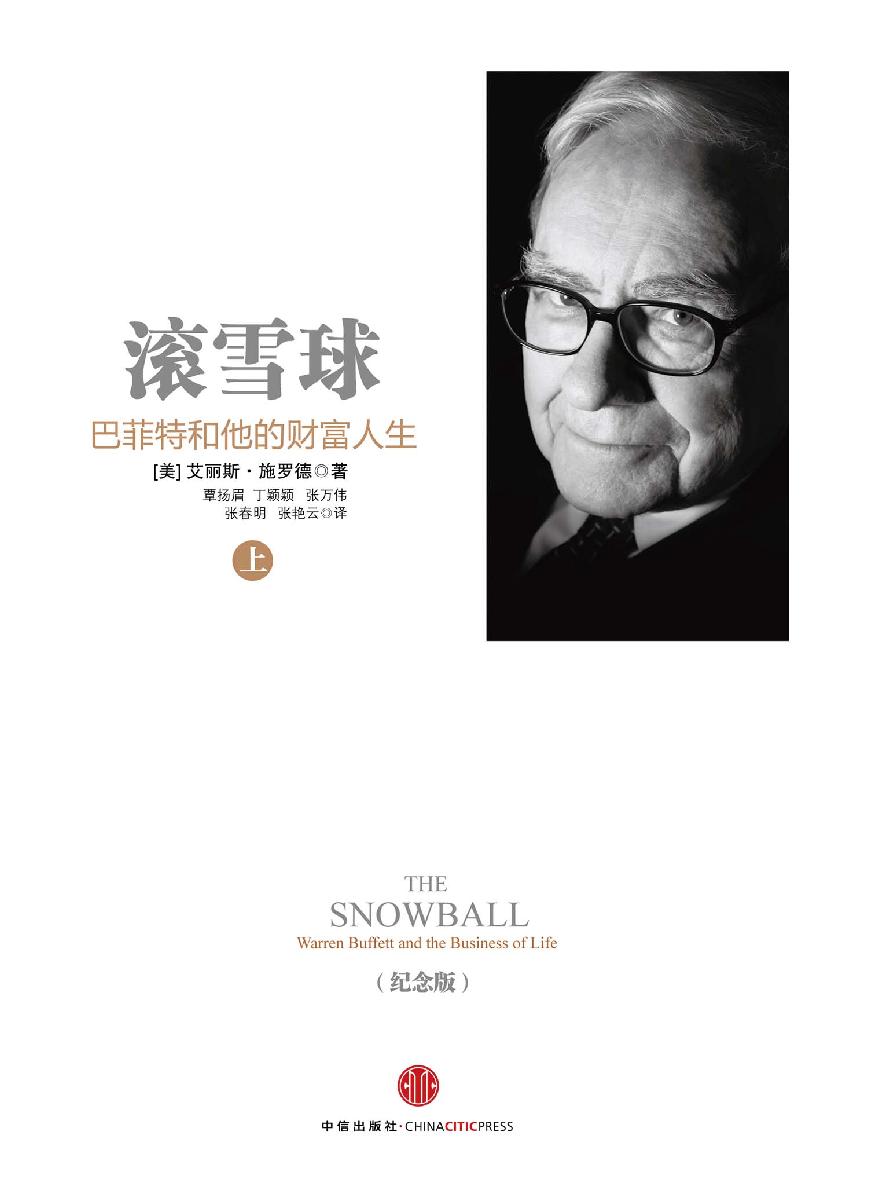 滚雪球
巴菲特和他的财富人生
[美] 艾丽斯·施罗德◎著
覃扬眉 丁颖颖 张万伟
张春明 张艳云◎译
上
THE
SNOWBALL
Warren Buffett and the Business of Life
（纪念版）
中信出版社·CHINACITICPRESS